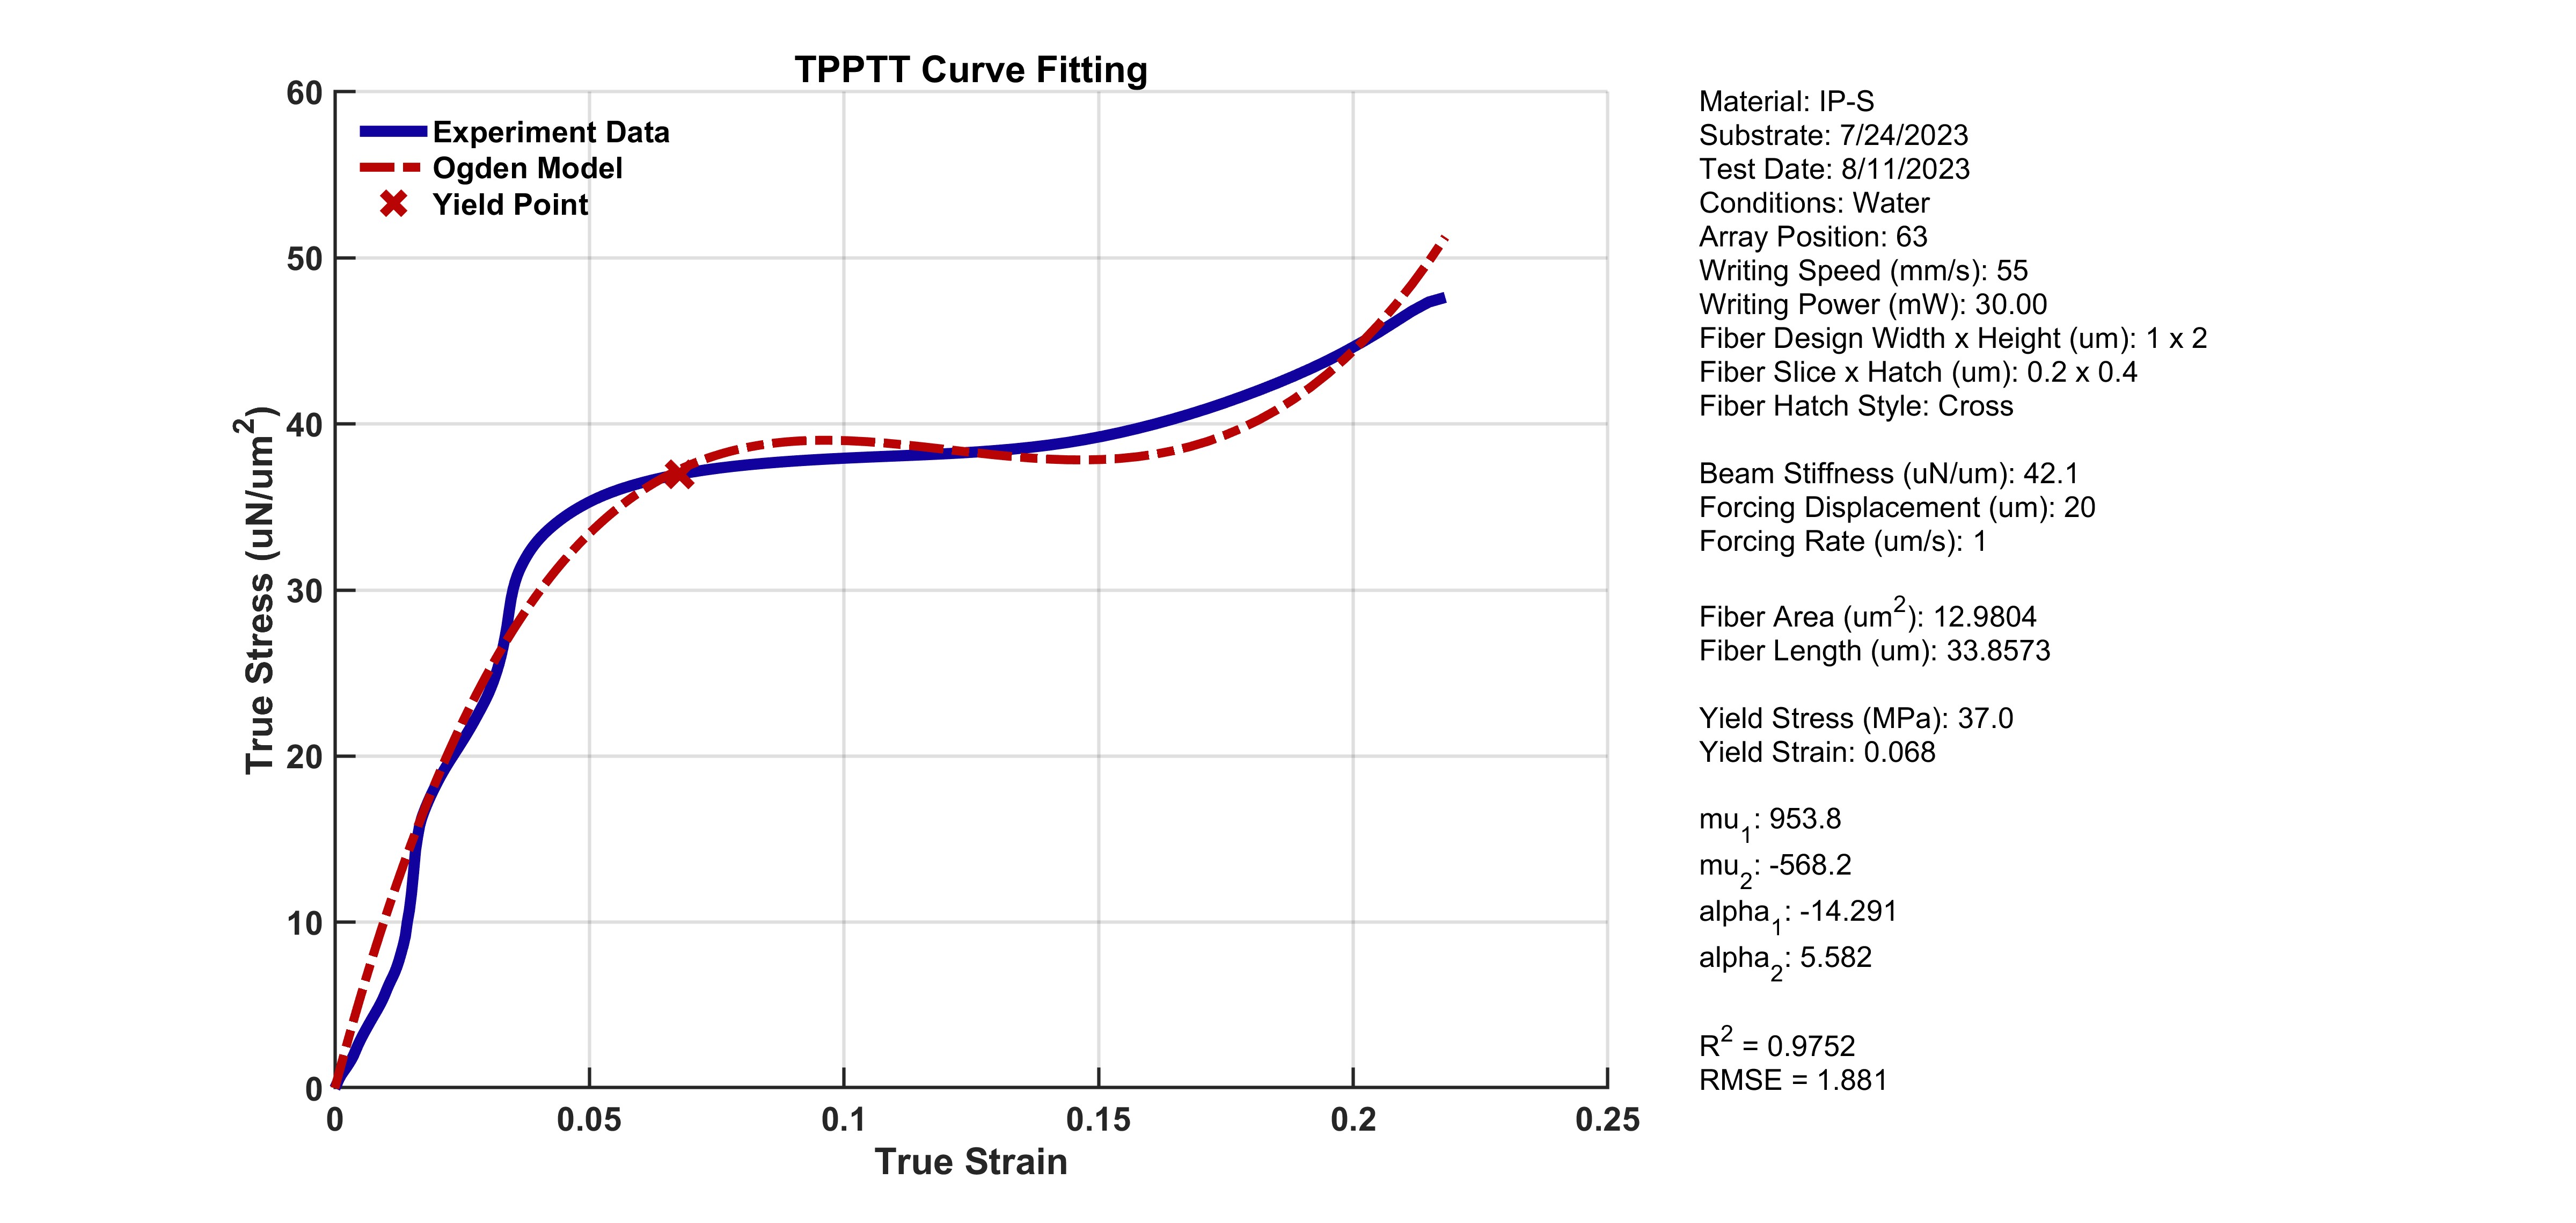 TPPTT Curve Fitting
60
50
40
30
20
10
0
True Stress (uN/um²)
Experiment Data
Ogden Model
Yield Point
0
0.05
0.1
0.15
0.2
0.25
True Strain
Material: IP-S
Substrate: 7/24/2023
Test Date: 8/11/2023
Conditions: Water
Array Position: 63
Writing Speed (mm/s): 55
Writing Power (mW): 30.00
Fiber Design Width x Height (um): 1 x 2
Fiber Slice x Hatch (um): 0.2 x 0.4
Fiber Hatch Style: Cross
Beam Stiffness (uN/um): 42.1
Forcing Displacement (um): 20
Forcing Rate (um/s): 1
Fiber Area (um²): 12.9804
Fiber Length (um): 33.8573
Yield Stress (MPa): 37.0
Yield Strain: 0.068
mu₁: 953.8
mu₂: -568.2
alpha₁: -14.291
alpha₂: 5.582
R² = 0.9752
RMSE = 1.881